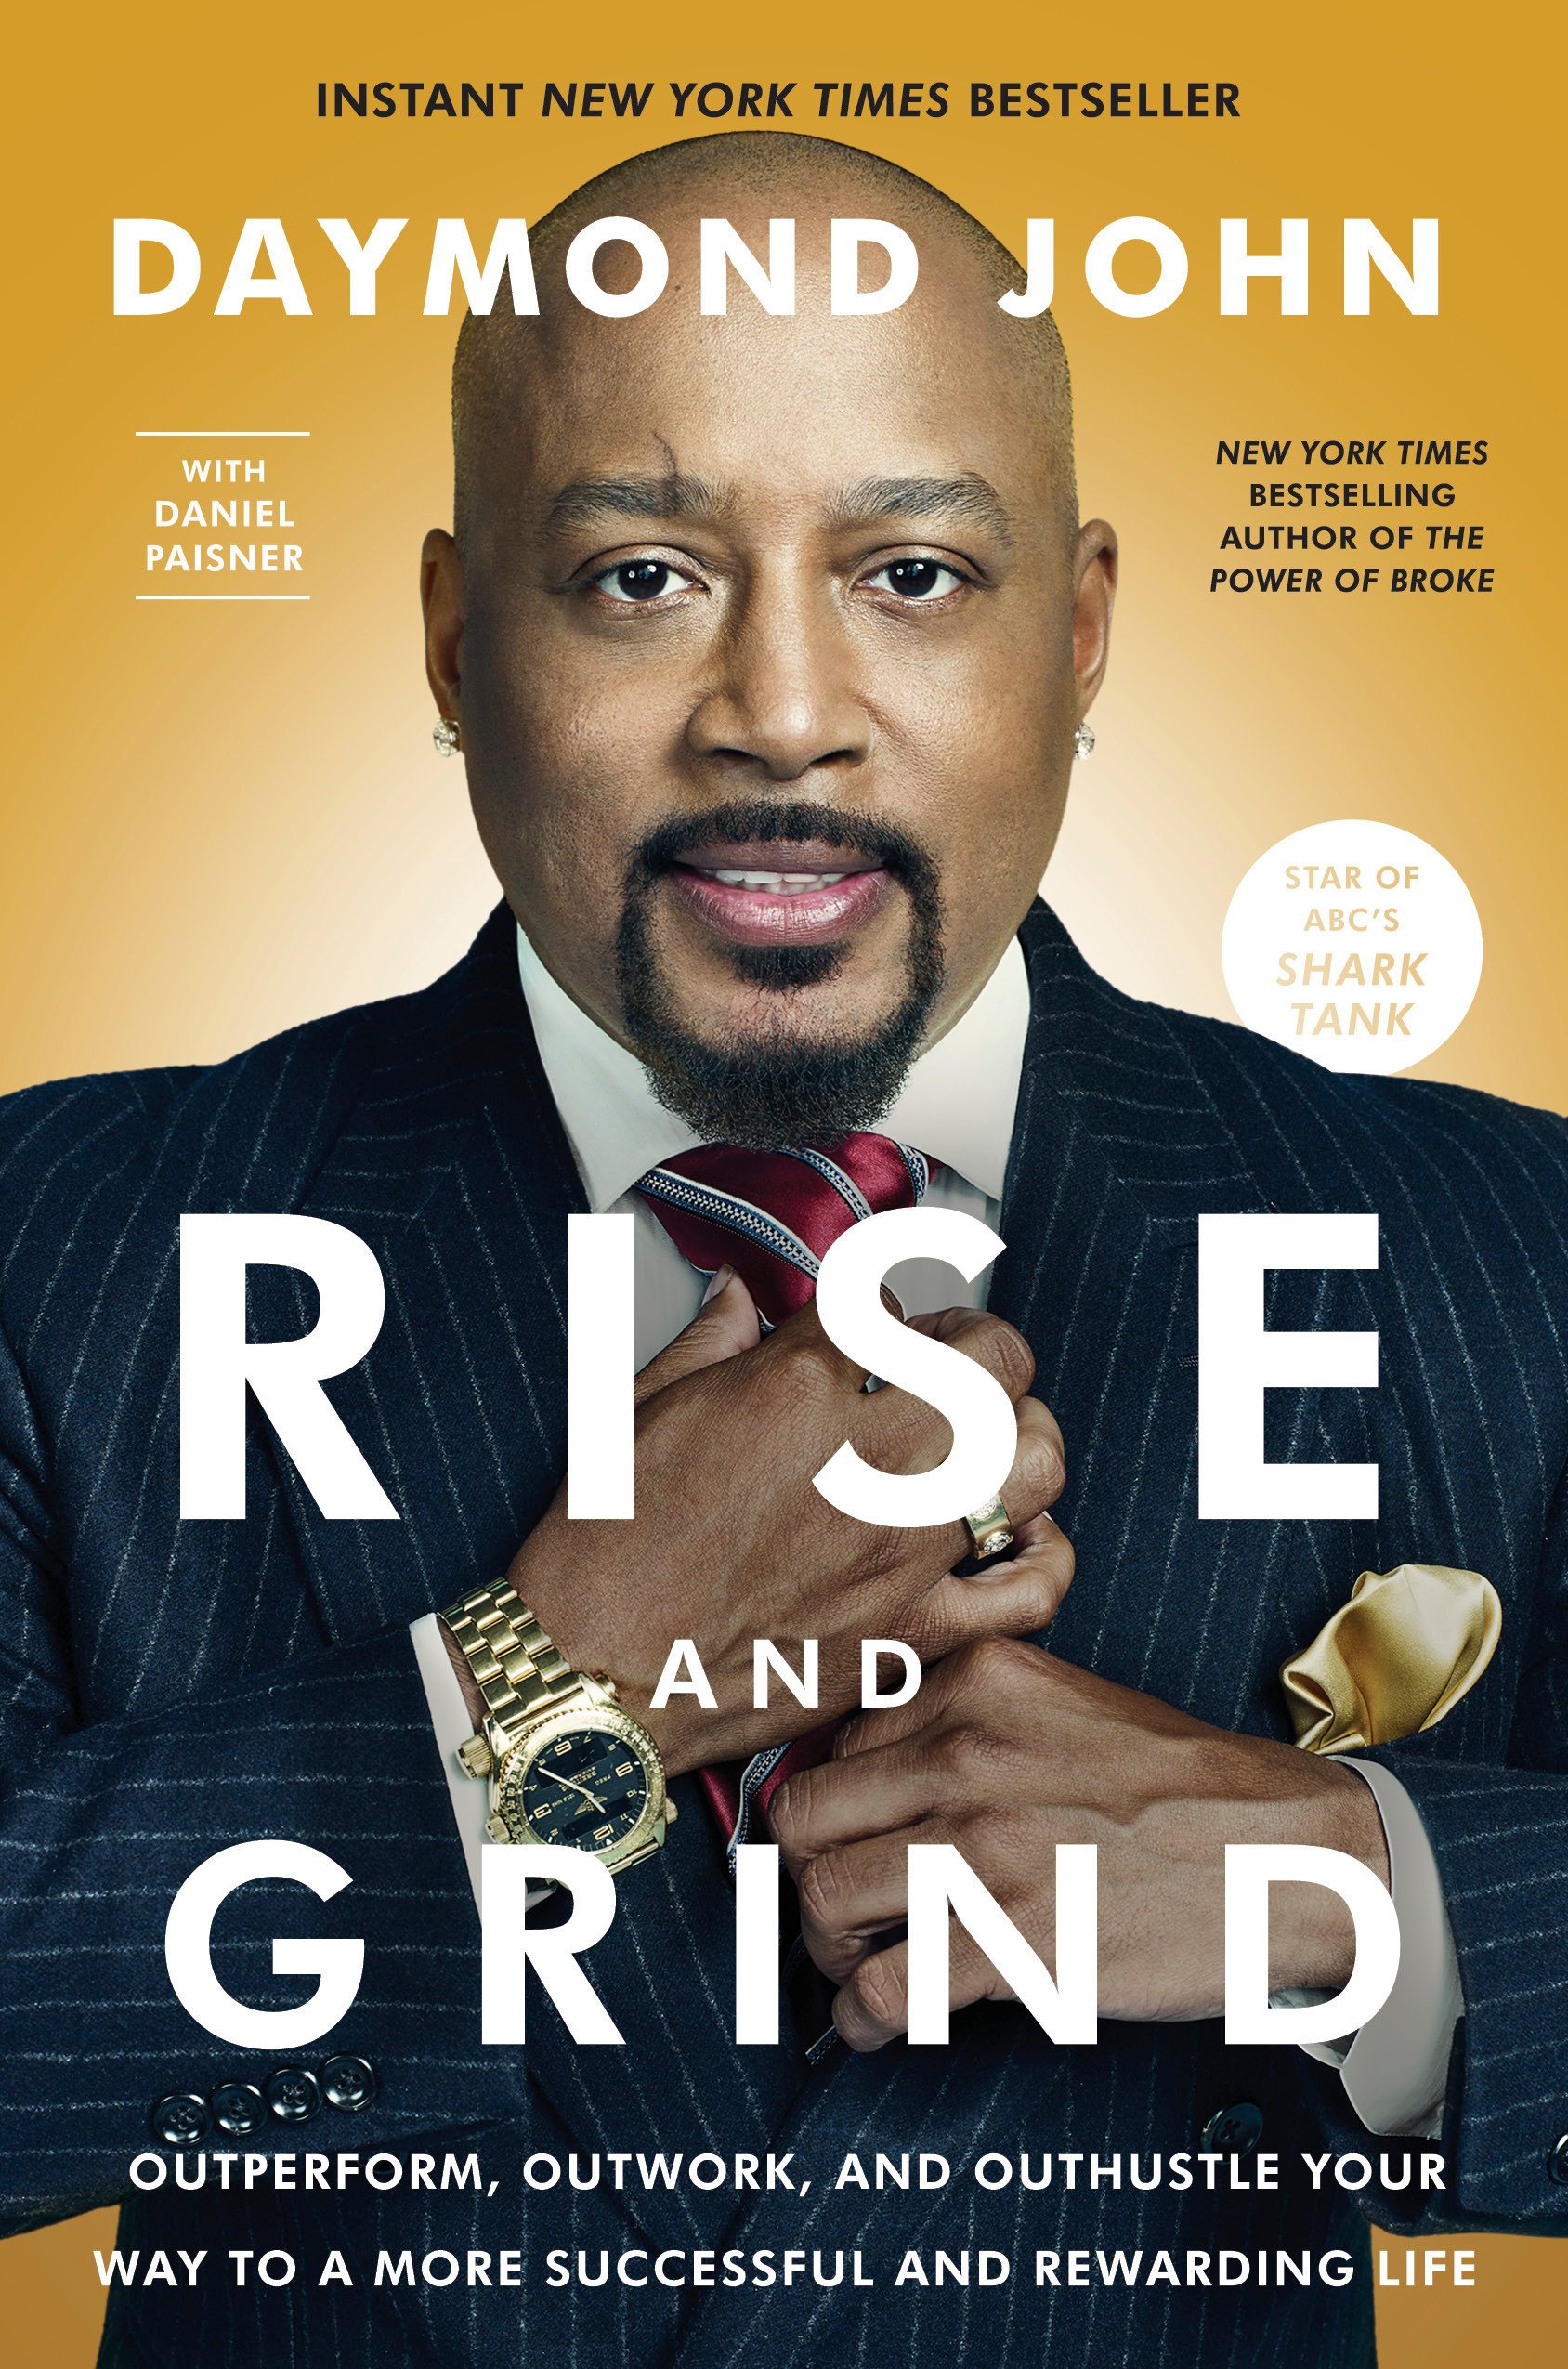 INSTANT NEW YORK TIMES BESTSELLER
DAYMOND JOHN
WITH
DANIEL
PAISNER
NEW YORK TIMES
BESTSELLING
AUTHOR OF THE
POWER OF BROKE
STAR OF
ABC'S
SHARK
TANK
RISE
AND
GRIND
OUTPERFORM, OUTWORK, AND OUTHUSTLE YOUR
WAY TO A MORE SUCCESSFUL AND REWARDING LIFE